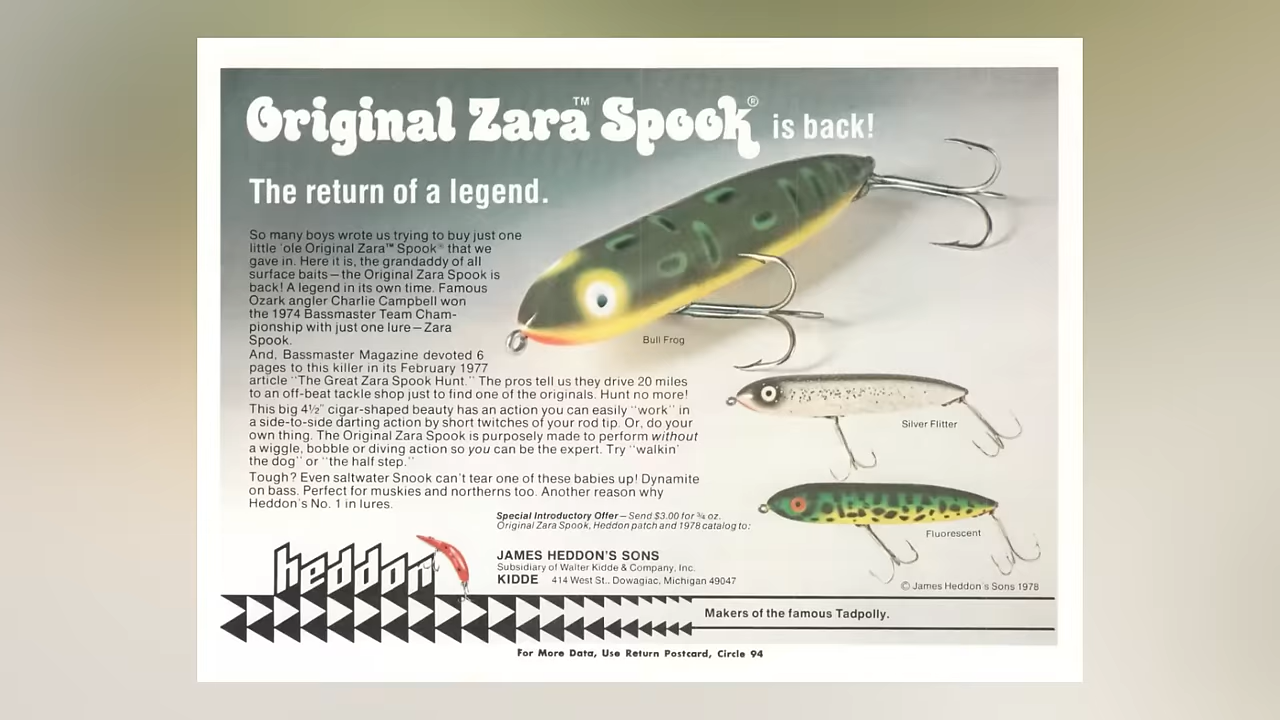 Original Zara™ Spook® is back!
The return of a legend.
So many boys wrote us trying to buy just one
little 'ole Original Zara™ Spook® that we
gave in. Here it is, the grandaddy of all
surface baits — the Original Zara Spook is
back! A legend in its own time. Famous
Ozark angler Charlie Campbell won
the 1974 Bassmaster Team Cham-
pionship with just one lure — Zara
Spook.
And, Bassmaster Magazine devoted 6
pages to this killer in its February 1977
article "The Great Zara Spook Hunt." The pros tell us they drive 20 miles
to an off-beat tackle shop just to find one of the originals. Hunt no more!
This big 4½" cigar-shaped beauty has an action you can easily "work" in
a side-to-side darting action by short twitches of your rod tip. Or, do your
own thing. The Original Zara Spook is purposely made to perform without
a wiggle, bobble or diving action so you can be the expert. Try "walkin'
the dog" or "the half step."
Tough? Even saltwater Snook can't tear one of these babies up! Dynamite
on bass. Perfect for muskies and northerns too. Another reason why
Heddon's No. 1 in lures.
Bull Frog
Silver Flitter
Fluorescent
Special Introductory Offer — Send $3.00 for ¾ oz.
Original Zara Spook, Heddon patch and 1978 catalog to:
heddon
JAMES HEDDON'S SONS
Subsidiary of Walter Kidde & Company, Inc.
KIDDE 414 West St., Dowagiac, Michigan 49047
© James Heddon's Sons 1978
Makers of the famous Tadpolly.
For More Data, Use Return Postcard, Circle 94